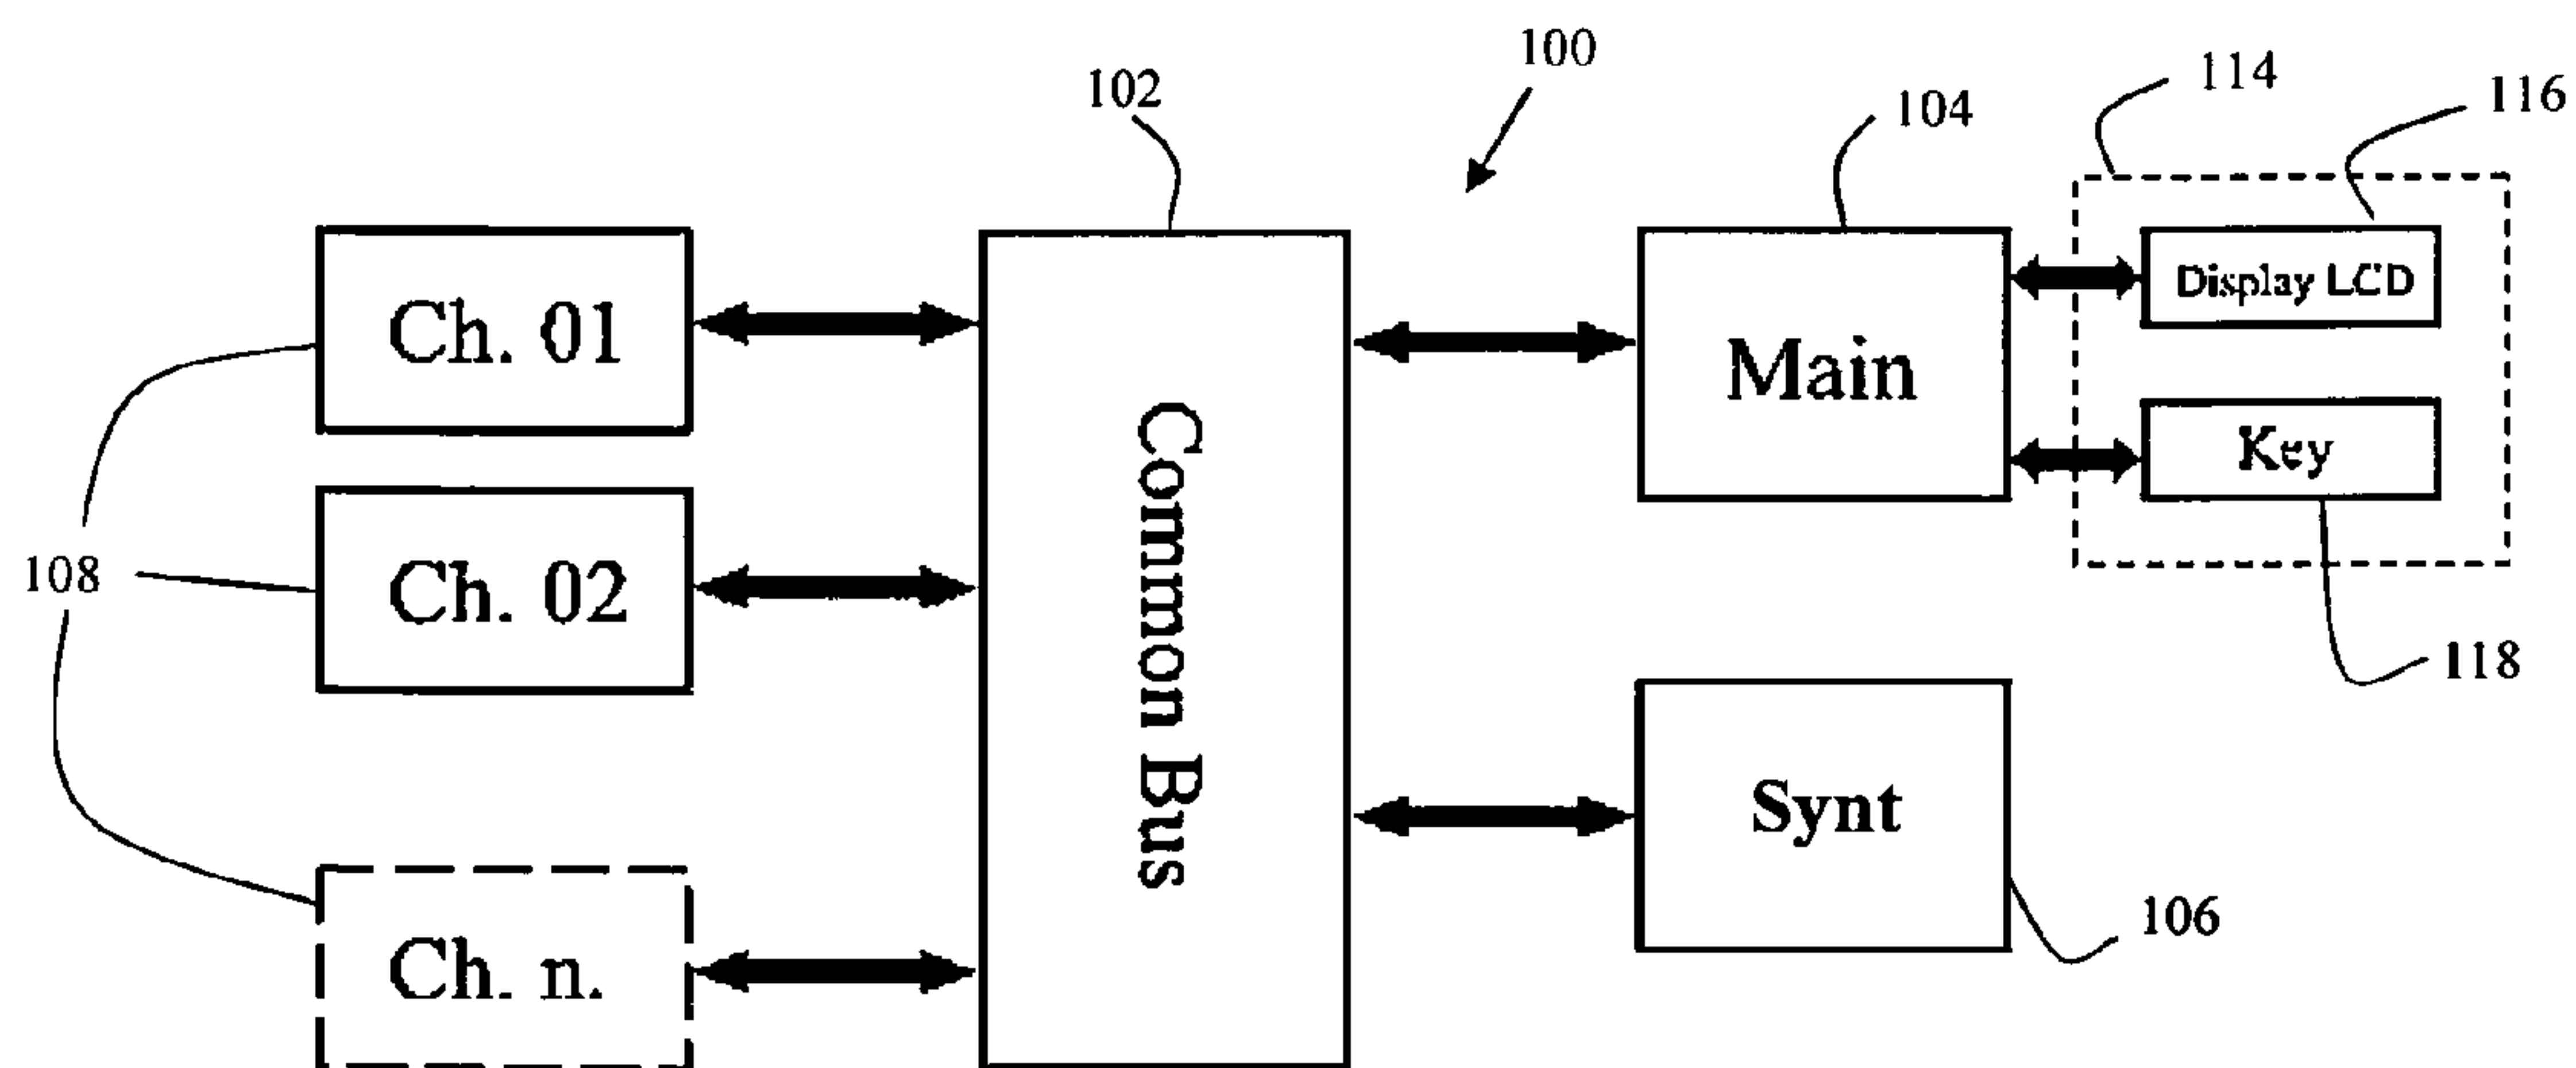 100
102
104
114
116
Ch. 01
Display LCD
Main
Key
Common Bus
108
Ch. 02
118
Synt
106
Ch. n.